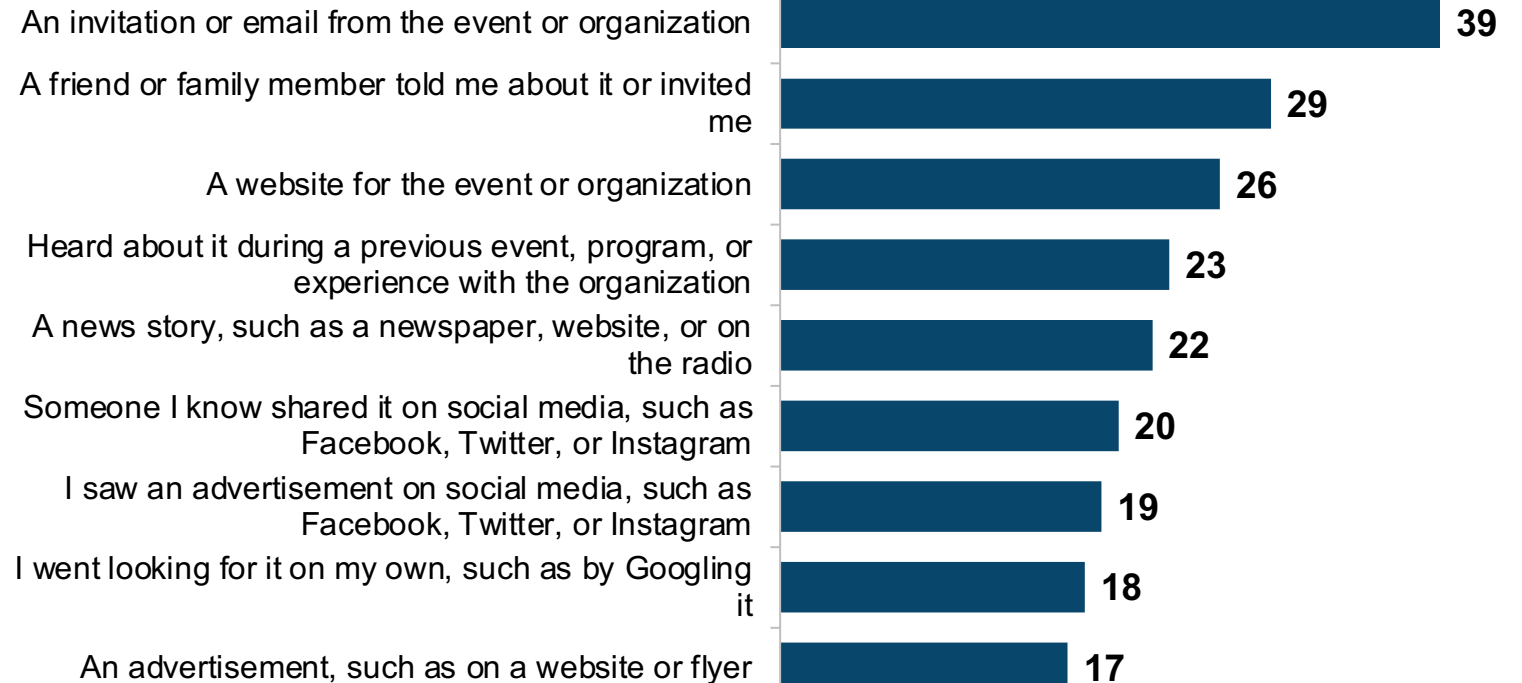 An invitation or email from the event or organization 39
A friend or family member told me about it or invited
me
29
A website for the event or organization 26
Heard about it during a previous event, program, or
experience with the organization
23
A news story, such as a newspaper, website, or on
the radio
22
Someone I know shared it on social media, such as
Facebook, Twitter, or Instagram
20
I saw an advertisement on social media, such as
Facebook, Twitter, or Instagram
19
I went looking for it on my own, such as by Googling
it
18
An advertisement, such as on a website or flyer 17